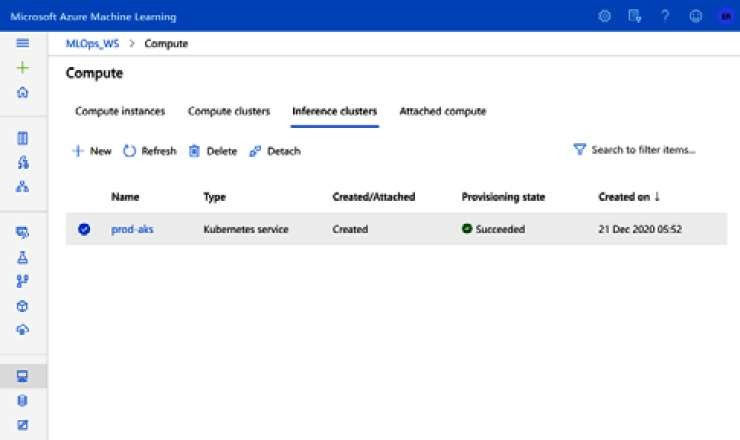 Microsoft Azure Machine Learning
MLOps_WS > Compute
Compute
Compute instances Compute clusters Inference clusters Attached compute
New Refresh Delete Detach Search to filter items...
Name Type Created/Attached Provisioning state Created on ↓
prod-aks Kubernetes service Created Succeeded 21 Dec 2020 05:52